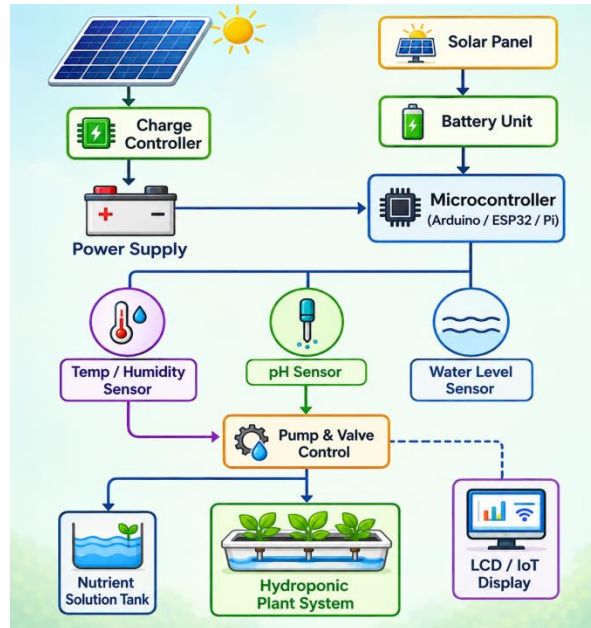 Solar Panel
Charge
Controller
Battery Unit
+ −
Power Supply
Microcontroller
(Arduino / ESP32 / Pi)
Temp / Humidity
Sensor
pH Sensor
Water Level
Sensor
Pump & Valve
Control
Nutrient
Solution Tank
Hydroponic
Plant System
LCD / IoT
Display